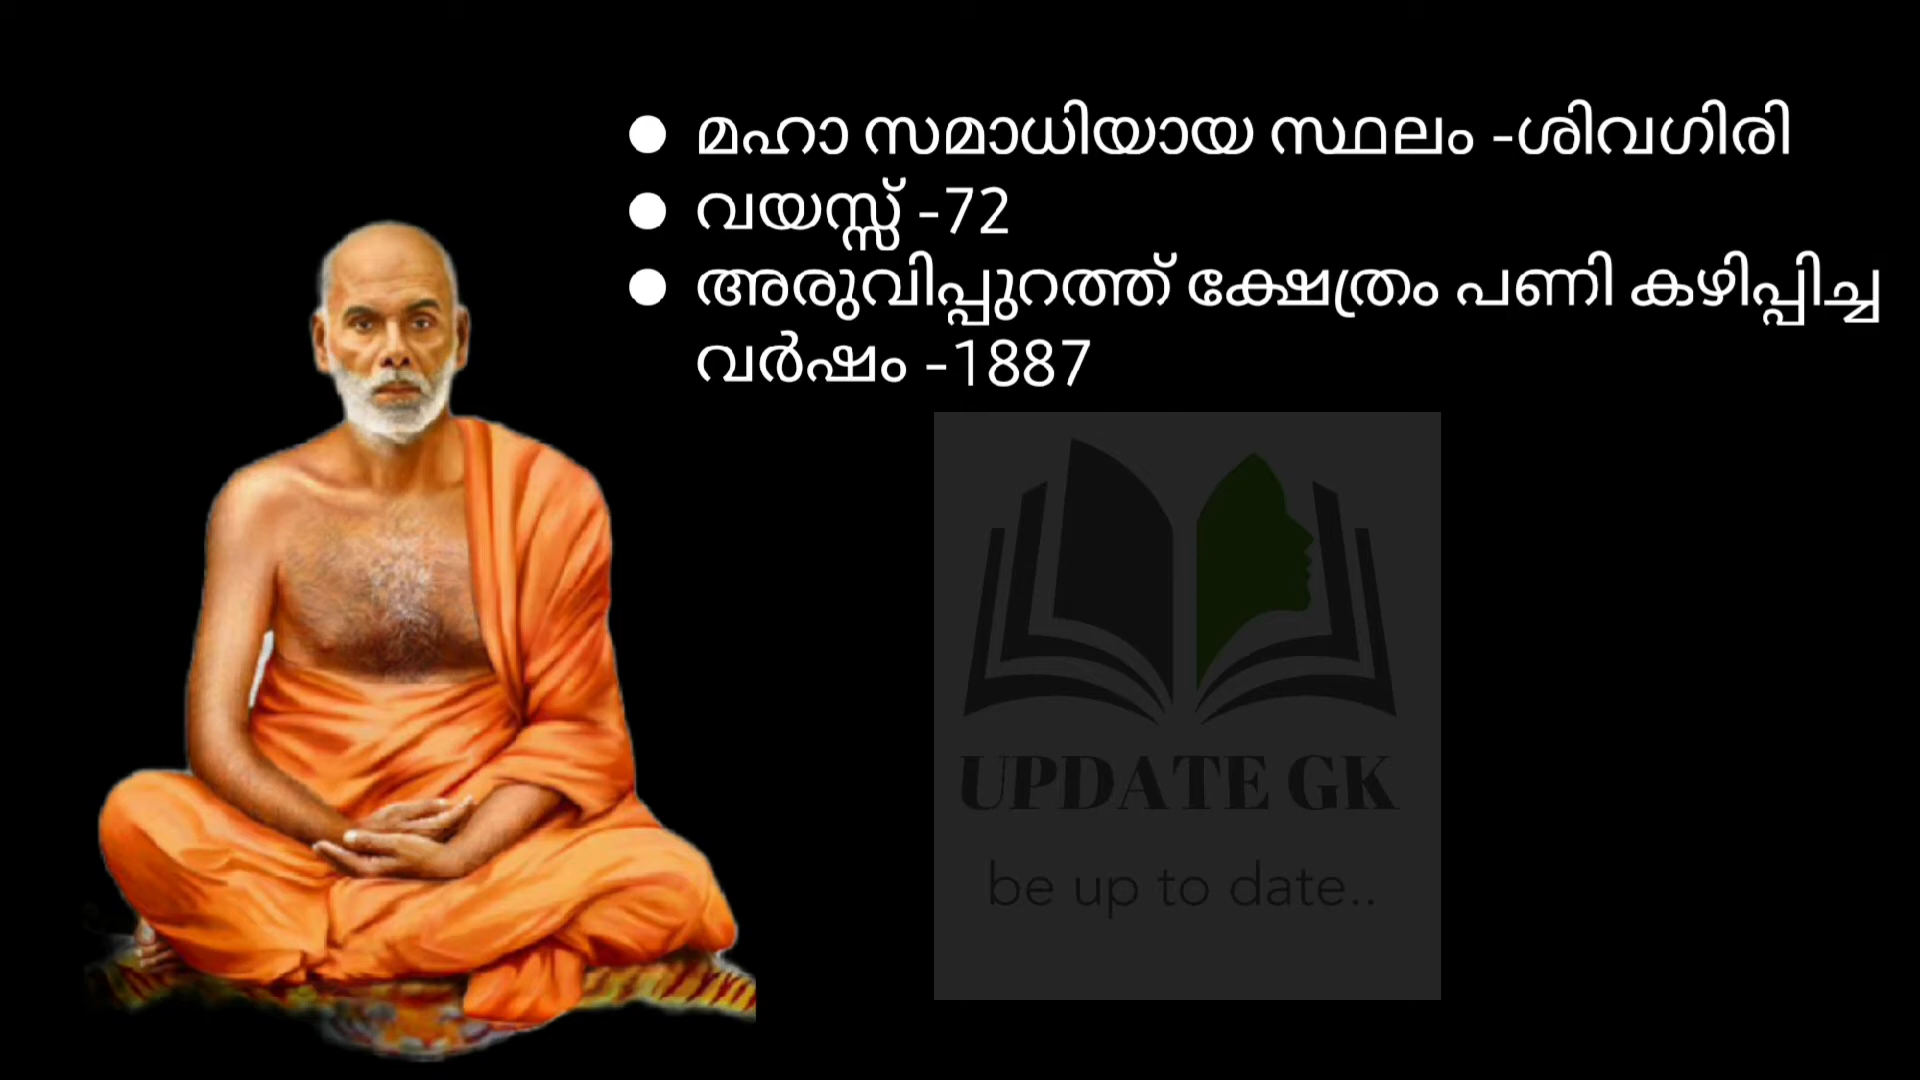 ● മഹാ സമാധിയായ സ്ഥലം -ശിവഗിരി
● വയസ്സ് -72
● അരുവിപ്പുറത്ത് ക്ഷേത്രം പണി കഴിപ്പിച്ച
വർഷം -1887
UPDATE GK
be up to date..